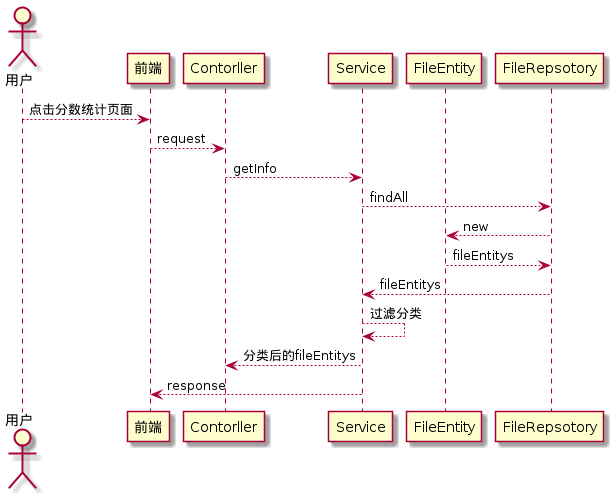 用户
前端
Contorller
Service
FileEntity
FileRepsotory
点击分数统计页面
request
getInfo
findAll
new
fileEntitys
fileEntitys
过滤分类
分类后的fileEntitys
response
用户
前端
Contorller
Service
FileEntity
FileRepsotory